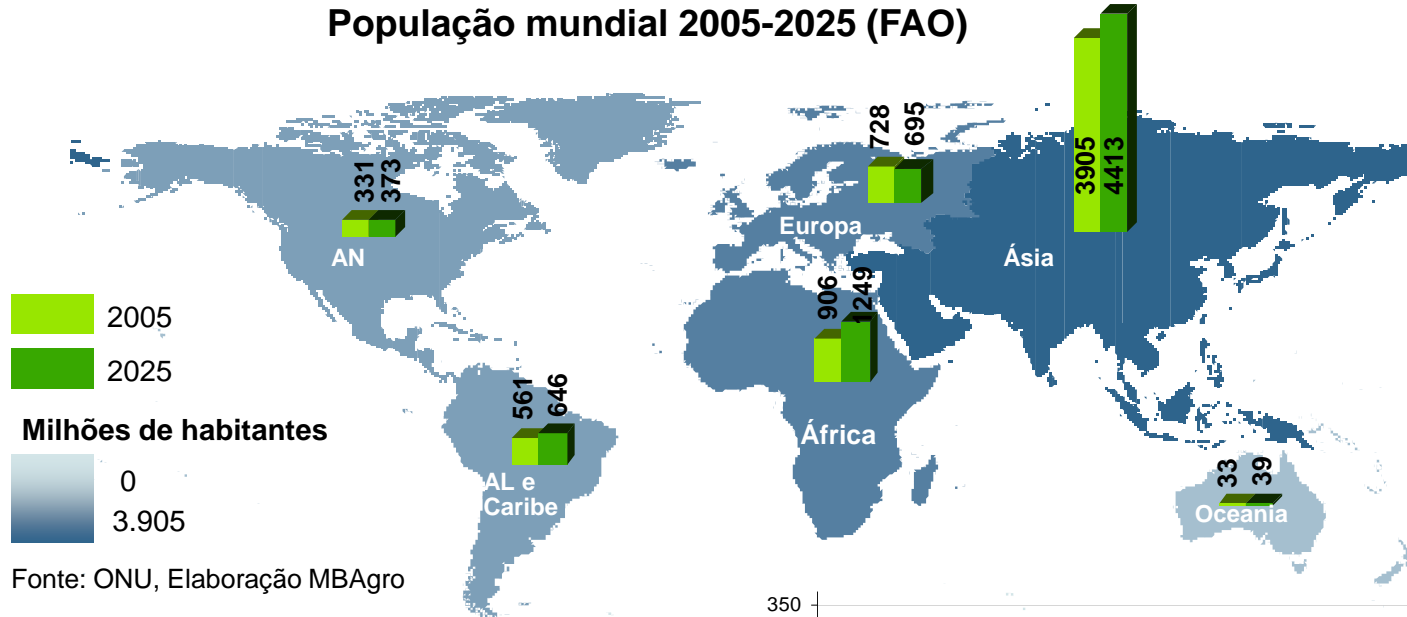 População mundial 2005-2025 (FAO)
3905
4413
728
695
331
373
Europa
AN
Ásia
906
1249
2005
2025
561
646
Milhões de habitantes
África
33
39
0
AL e
Caribe
Oceania
3.905
Fonte: ONU, Elaboração MBAgro
350